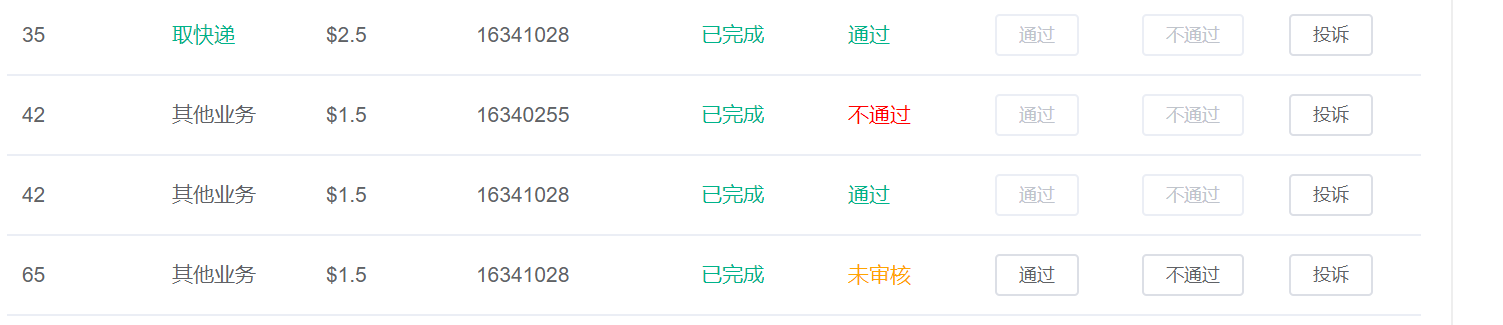 35 取快递 $2.5 16341028 已完成 通过 通过 不通过 投诉
42 其他业务 $1.5 16340255 已完成 不通过 通过 不通过 投诉
42 其他业务 $1.5 16341028 已完成 通过 通过 不通过 投诉
65 其他业务 $1.5 16341028 已完成 未审核 通过 不通过 投诉